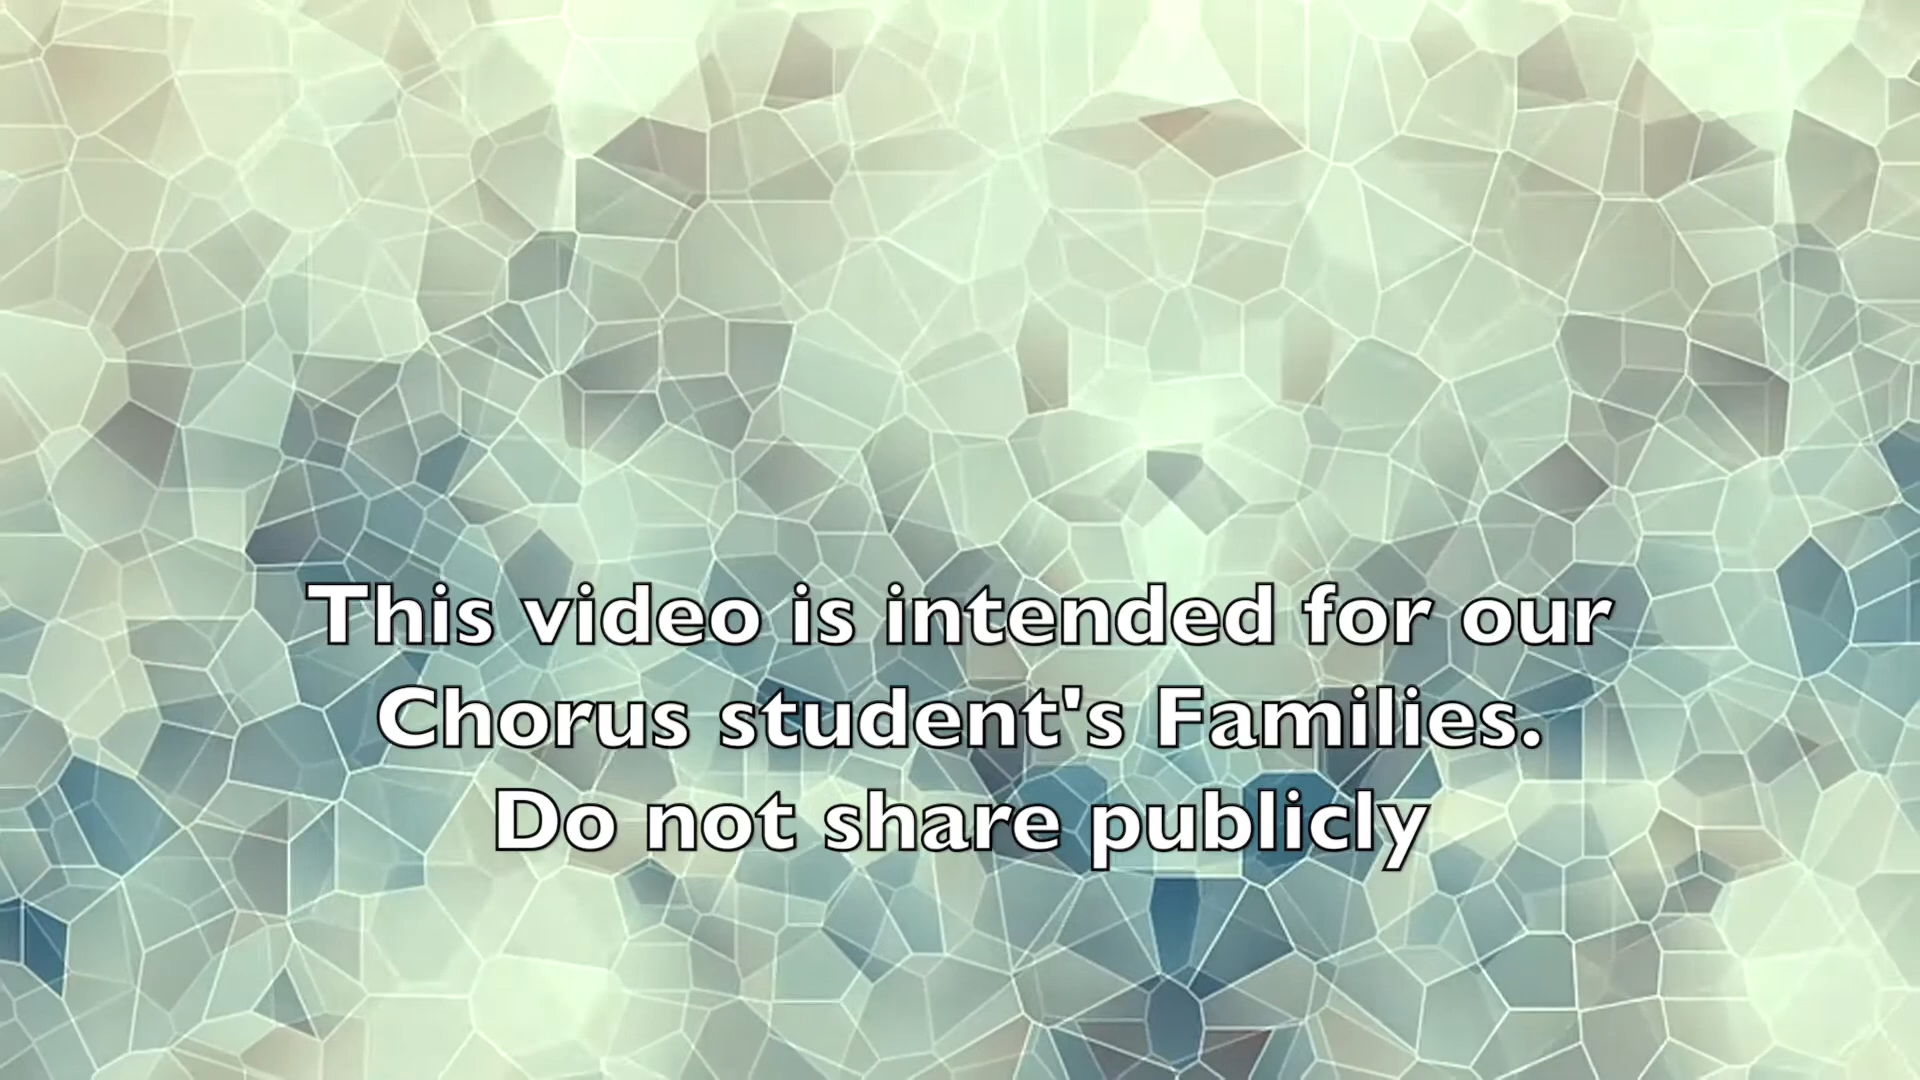 This video is intended for our
Chorus student's Families.
Do not share publicly